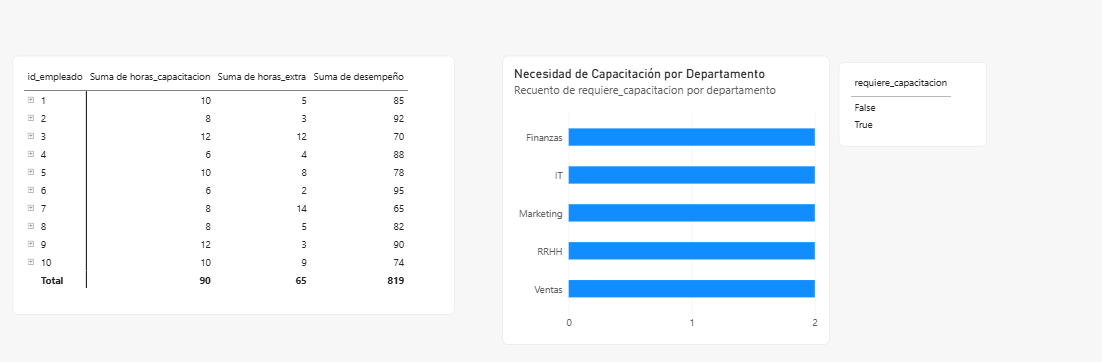 id_empleado Suma de horas_capacitacion Suma de horas_extra Suma de desempeño
1 10 5 85
2 8 3 92
3 12 12 70
4 6 4 88
5 10 8 78
6 6 2 95
7 8 14 65
8 8 5 82
9 12 3 90
10 10 9 74
Total 90 65 819
Necesidad de Capacitación por Departamento
Recuento de requiere_capacitacion por departamento
Finanzas
IT
Marketing
RRHH
Ventas
0 1 2
requiere_capacitacion
False
True